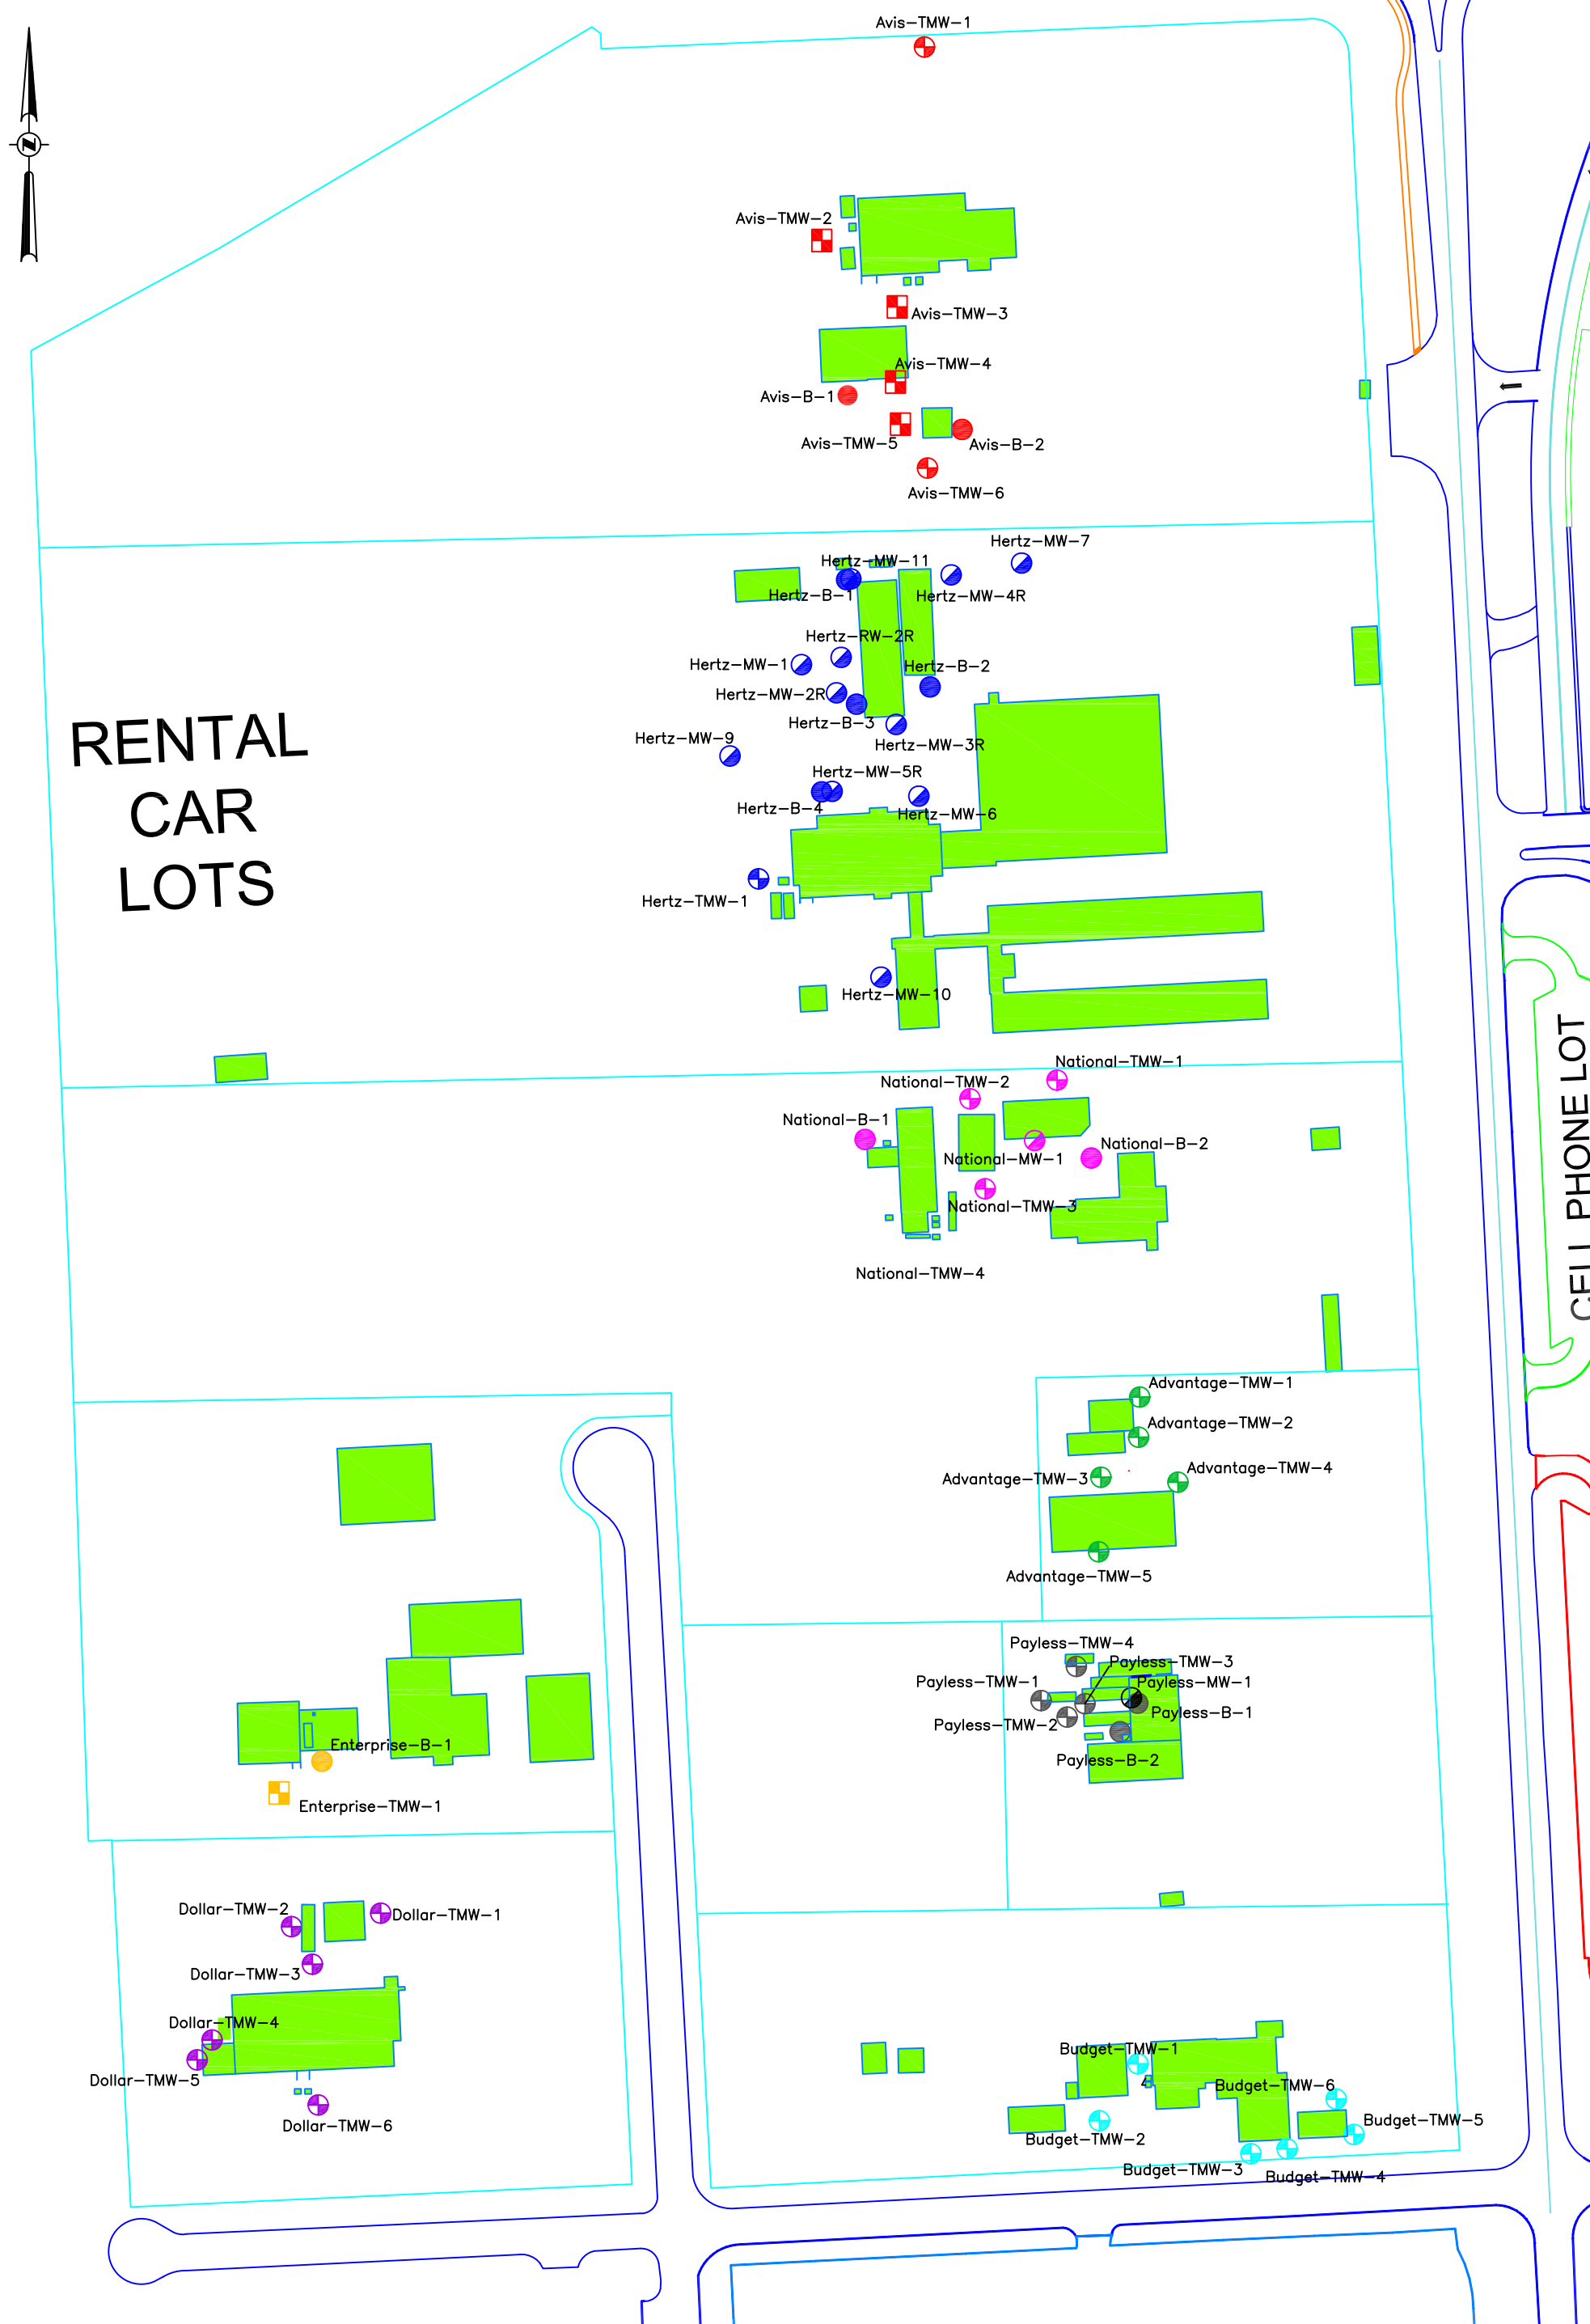 Avis-TMW-1
N
Avis-TMW-2
Avis-TMW-3
Avis-TMW-4
Avis-B-1
Avis-TMW-5
Avis-B-2
Avis-TMW-6
Hertz-MW-7
Hertz-MW-11
Hertz-B-1
Hertz-MW-4R
Hertz-RW-2R
Hertz-MW-1
Hertz-B-2
Hertz-MW-2R
Hertz-B-3
Hertz-MW-9
Hertz-MW-3R
RENTAL
CAR
LOTS
Hertz-MW-5R
Hertz-B-4
Hertz-MW-6
Hertz-TMW-1
Hertz-MW-10
CELL PHONE LOT
National-TMW-1
National-TMW-2
National-B-1
National-B-2
National-MW-1
National-TMW-3
National-TMW-4
Advantage-TMW-1
Advantage-TMW-2
Advantage-TMW-4
Advantage-TMW-3
Advantage-TMW-5
Payless-TMW-4
Payless-TMW-3
Payless-TMW-1
Payless-MW-1
Payless-B-1
Payless-TMW-2
Payless-B-2
Enterprise-B-1
Enterprise-TMW-1
Dollar-TMW-2
Dollar-TMW-1
Dollar-TMW-3
Dollar-TMW-4
Dollar-TMW-5
Dollar-TMW-6
Budget-TMW-1
Budget-TMW-6
Budget-TMW-5
Budget-TMW-2
Budget-TMW-3
Budget-TMW-4